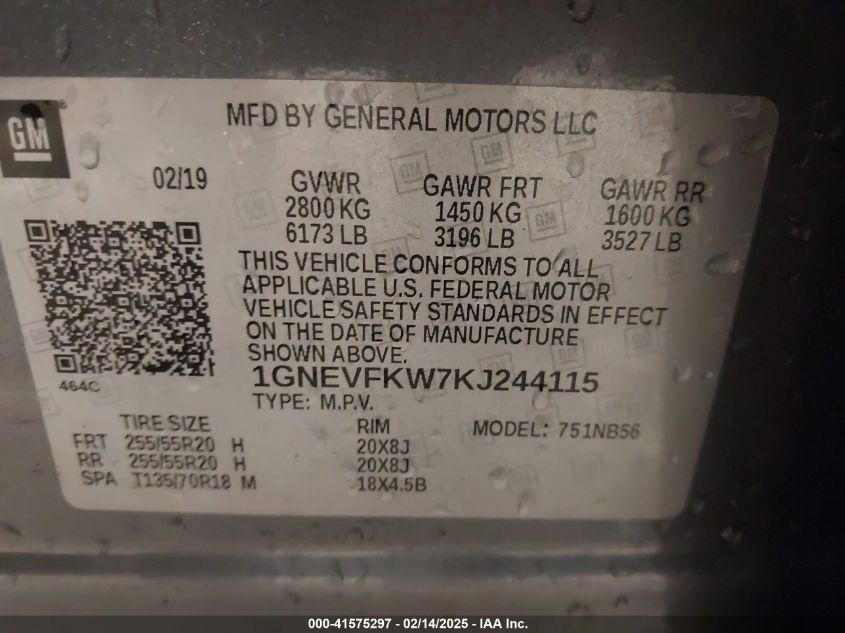 GM
MFD BY GENERAL MOTORS LLC
02/19 GVWR GAWR FRT GAWR RR
2800 KG 1450 KG 1600 KG
6173 LB 3196 LB 3527 LB
THIS VEHICLE CONFORMS TO ALL
APPLICABLE U.S. FEDERAL MOTOR
VEHICLE SAFETY STANDARDS IN EFFECT
ON THE DATE OF MANUFACTURE
SHOWN ABOVE.
464C
1GNEVFKW7KJ244115
TYPE: M.P.V.
TIRE SIZE RIM MODEL: 751NB56
FRT 255/55R20 H 20X8J
RR 255/55R20 H 20X8J
SPA T135/70R18 M 18X4.5B
000-41575297 - 02/14/2025 - IAA Inc.